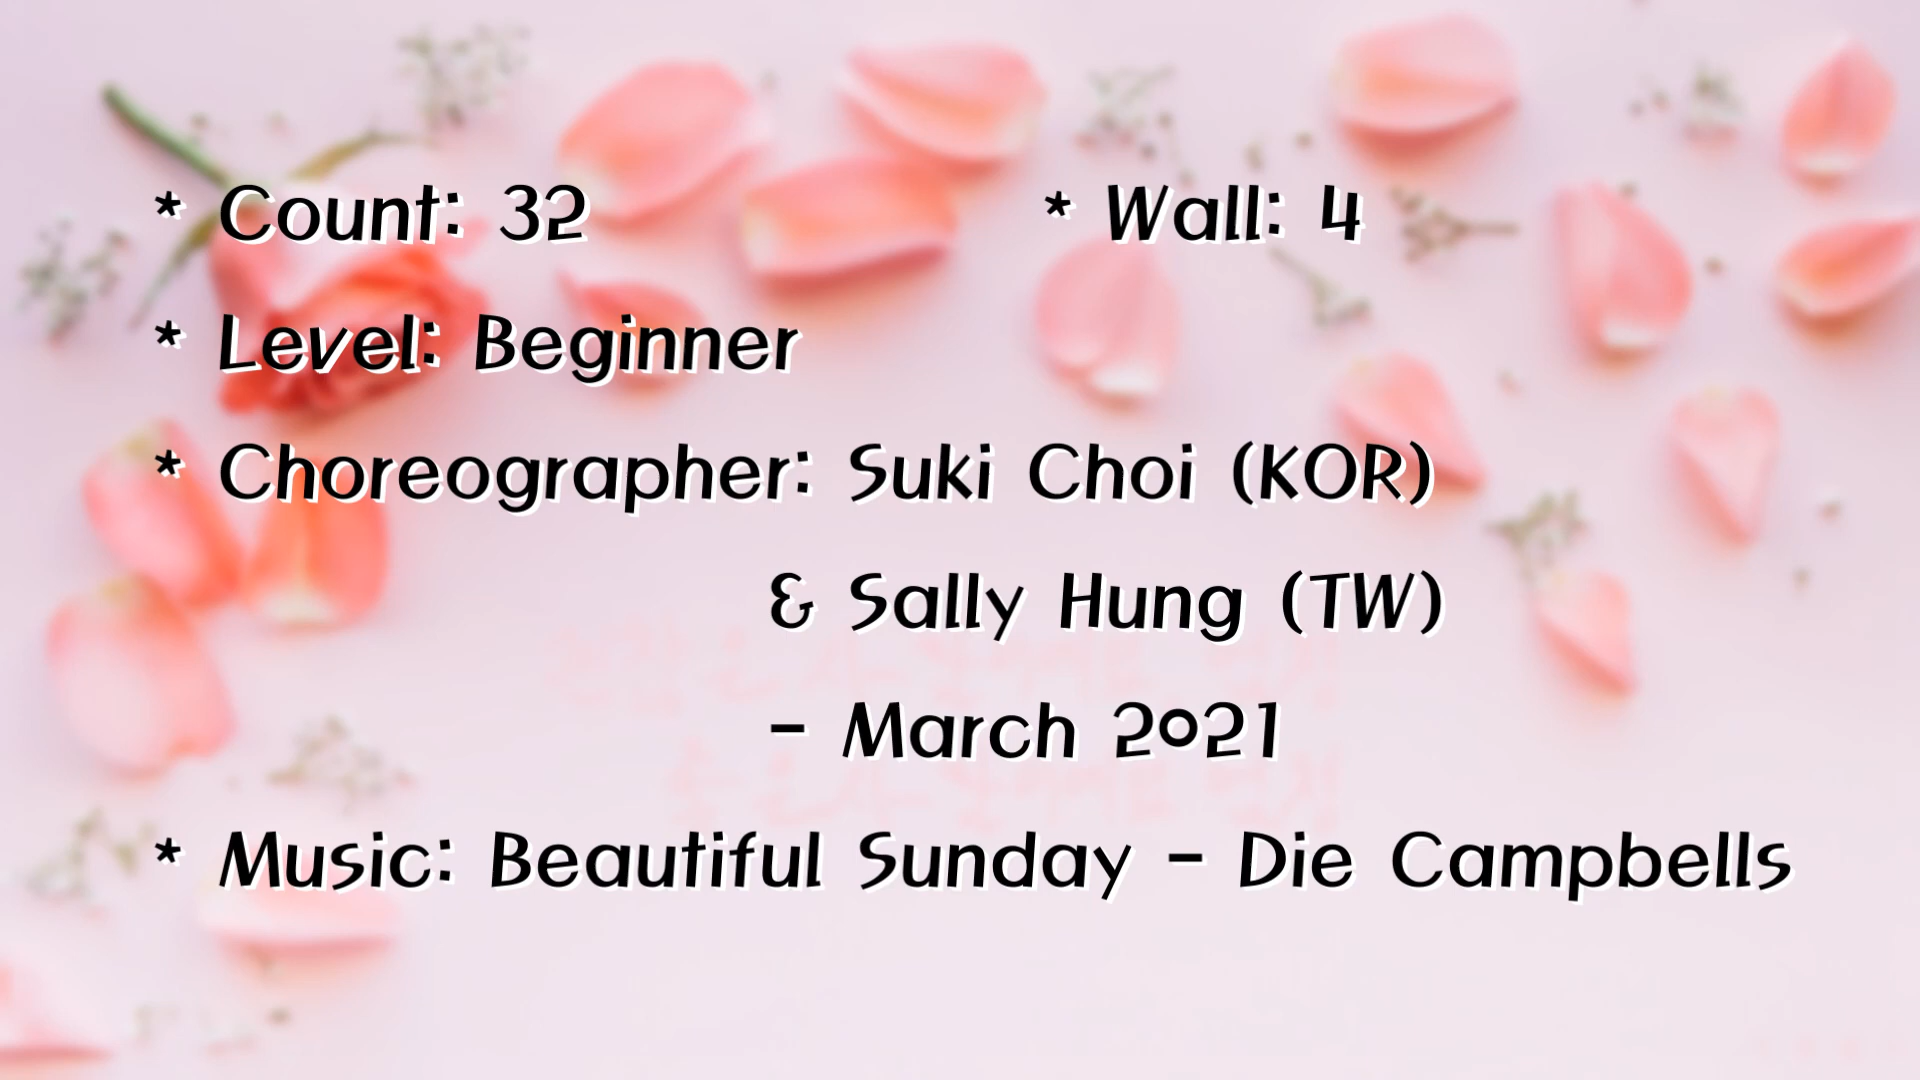 * Count: 32 * Wall: 4
* Level: Beginner
* Choreographer: Suki Choi (KOR)
& Sally Hung (TW)
- March 2021
* Music: Beautiful Sunday - Die Campbells